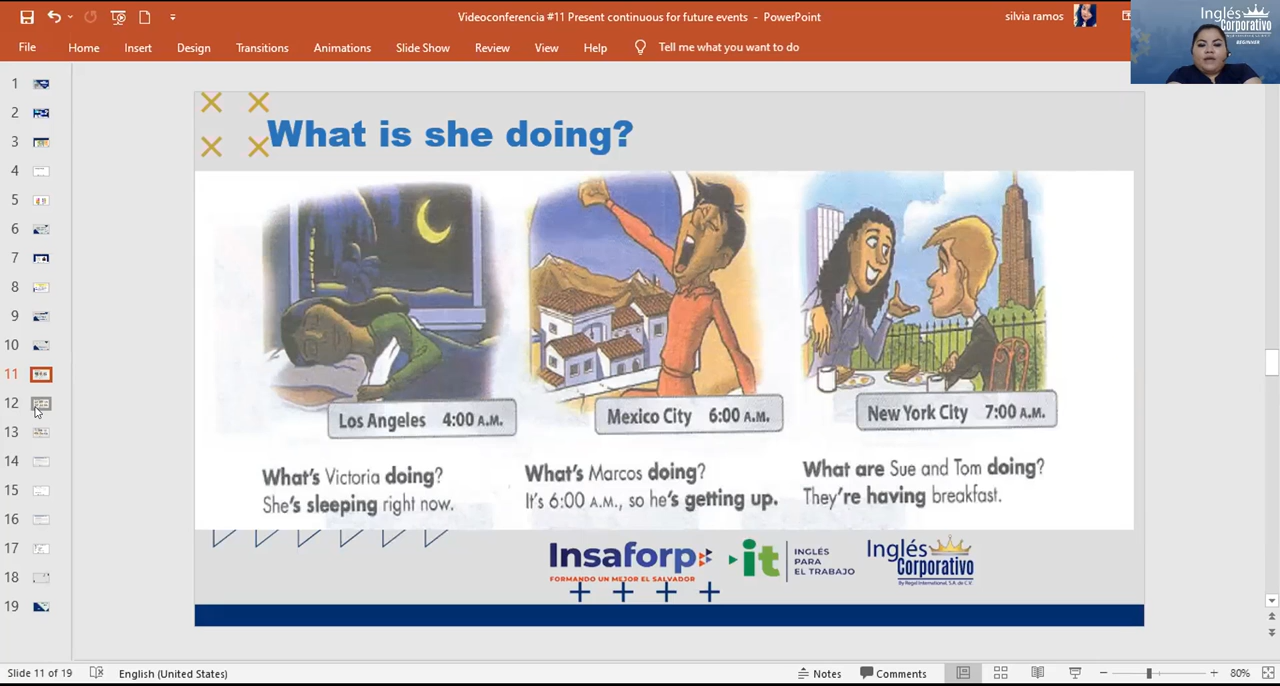 Videoconferencia #11 Present continuous for future events - PowerPoint
silvia ramos
File Home Insert Design Transitions Animations Slide Show Review View Help Tell me what you want to do
Inglés
Corporativo
BEGINNER
1
2
3
4
5
6
7
8
9
10
11
12
13
14
15
16
17
18
19
What is she doing?
Los Angeles 4:00 A.M.
Mexico City 6:00 A.M.
New York City 7:00 A.M.
What's Victoria doing?
She's sleeping right now.
What's Marcos doing?
It's 6:00 A.M., so he's getting up.
What are Sue and Tom doing?
They're having breakfast.
Insaforp
FORMANDO UN MEJOR EL SALVADOR
it
INGLÉS
PARA
EL TRABAJO
Inglés
Corporativo
By Regal International, S.A. de C.V.
Slide 11 of 19 English (United States) Notes Comments 80%